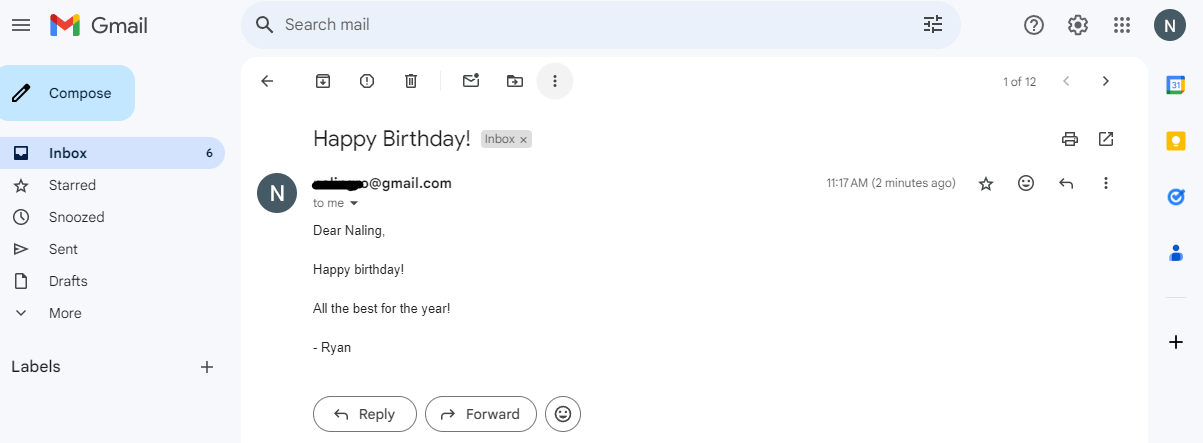 Gmail
Search mail
N
Compose
1 of 12
31
Happy Birthday! Inbox ×
Inbox 6
Starred
Snoozed
Sent
Drafts
More
Labels
N
@gmail.com
11:17 AM (2 minutes ago)
to me
Dear Naling,
Happy birthday!
All the best for the year!
- Ryan
Reply
Forward